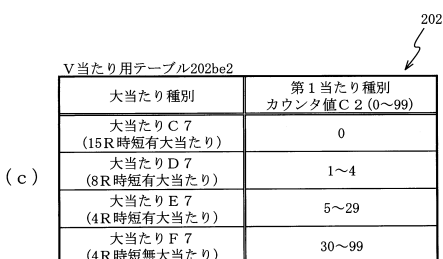 202
V当たり用テーブル202be2
大当たり種別
第1当たり種別
カウンタ値C2(0～99)
大当たりC7
(15R時短有大当たり)
0
(c)
大当たりD7
(8R時短有大当たり)
1～4
大当たりE7
(4R時短有大当たり)
5～29
大当たりF7
(4R時短無大当たり)
30～99